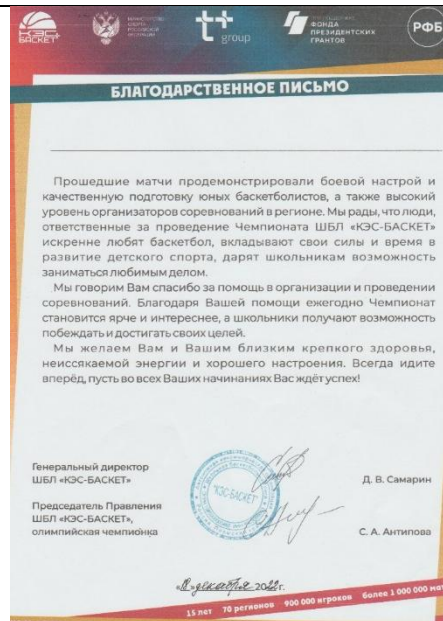 КЭС-
БАСКЕТ
МИНИСТЕРСТВО
СПОРТА
РОССИЙСКОЙ
ФЕДЕРАЦИИ
t+
group
ФОНДА
ПРЕЗИДЕНТСКИХ
ГРАНТОВ
РФБ
БЛАГОДАРСТВЕННОЕ ПИСЬМО
Прошедшие матчи продемонстрировали боевой настрой и
качественную подготовку юных баскетболистов, а также высокий
уровень организаторов соревнований в регионе. Мы рады, что люди,
ответственные за проведение Чемпионата ШБЛ «КЭС-БАСКЕТ»
искренне любят баскетбол, вкладывают свои силы и время в
развитие детского спорта, дарят школьникам возможность
заниматься любимым делом.
Мы говорим Вам спасибо за помощь в организации и проведении
соревнований. Благодаря Вашей помощи ежегодно Чемпионат
становится ярче и интереснее, а школьники получают возможность
побеждать и достигать своих целей.
Мы желаем Вам и Вашим близким крепкого здоровья,
неиссякаемой энергии и хорошего настроения. Всегда идите
вперёд, пусть во всех Ваших начинаниях Вас ждёт успех!
Генеральный директор
ШБЛ «КЭС-БАСКЕТ»
Д. В. Самарин
"КЭС-БАСКЕТ"
Председатель Правления
ШБЛ «КЭС-БАСКЕТ»,
олимпийская чемпионка
С. А. Антипова
декабря 2022г.
15 лет 70 регионов 900 000 игроков более 1 000 000 мат